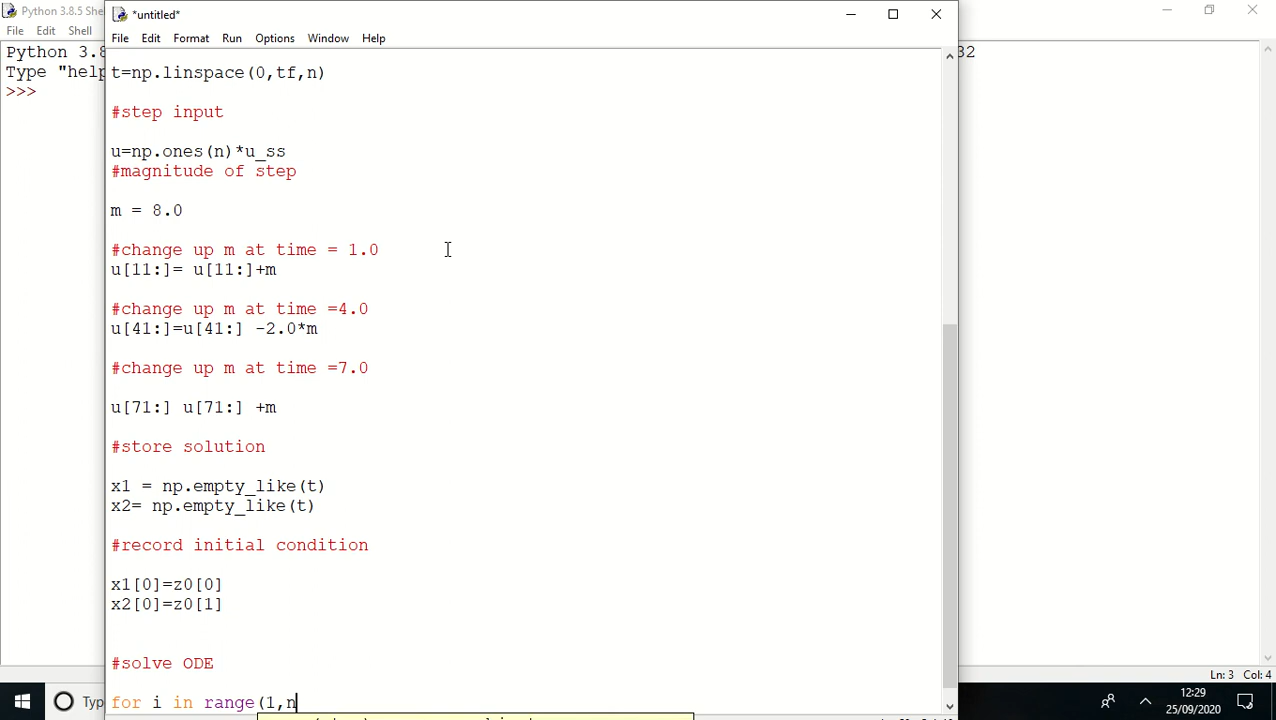 Python 3.8.5 She
*untitled*
File Edit Shell
File Edit Format Run Options Window Help
Python 3.8
32
Type "help
>>>
t=np.linspace(0,tf,n)
#step input
u=np.ones(n)*u_ss
#magnitude of step
m = 8.0
#change up m at time = 1.0
u[11:]= u[11:]+m
#change up m at time =4.0
u[41:]=u[41:] -2.0*m
#change up m at time =7.0
u[71:] u[71:] +m
#store solution
x1 = np.empty_like(t)
x2= np.empty_like(t)
#record initial condition
x1[0]=z0[0]
x2[0]=z0[1]
#solve ODE
for i in range(1,n
Ln: 3 Col: 4
Typ
12:29
25/09/2020